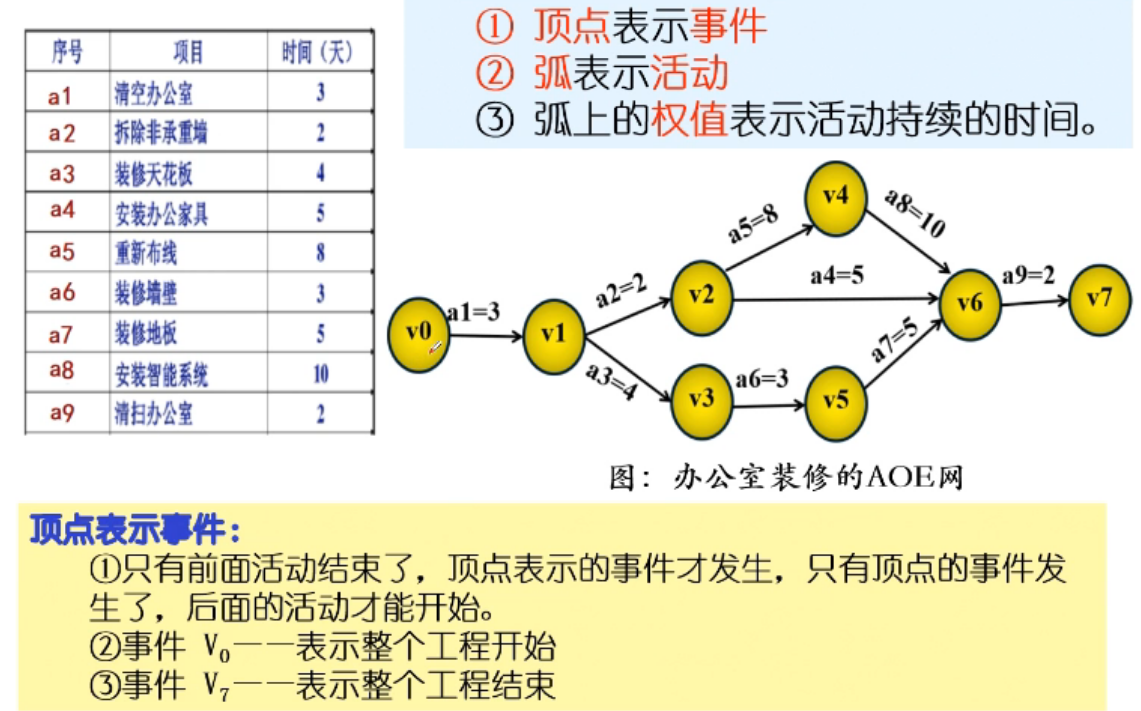 序号 项目 时间（天）
a1 清空办公室 3
a2 拆除非承重墙 2
a3 装修天花板 4
a4 安装办公家具 5
a5 重新布线 8
a6 装修墙壁 3
a7 装修地板 5
a8 安装智能系统 10
a9 清扫办公室 2
① 顶点表示事件
② 弧表示活动
③ 弧上的权值表示活动持续的时间。
v4
a5=8
a8=10
a2=2
v2
a4=5
v6
a9=2
v7
v0
a1=3
v1
a7=5
a3=4
v3
a6=3
v5
图：办公室装修的AOE网
顶点表示事件：
①只有前面活动结束了，顶点表示的事件才发生，只有顶点的事件发
生了，后面的活动才能开始。
②事件 V₀——表示整个工程开始
③事件 V₇——表示整个工程结束